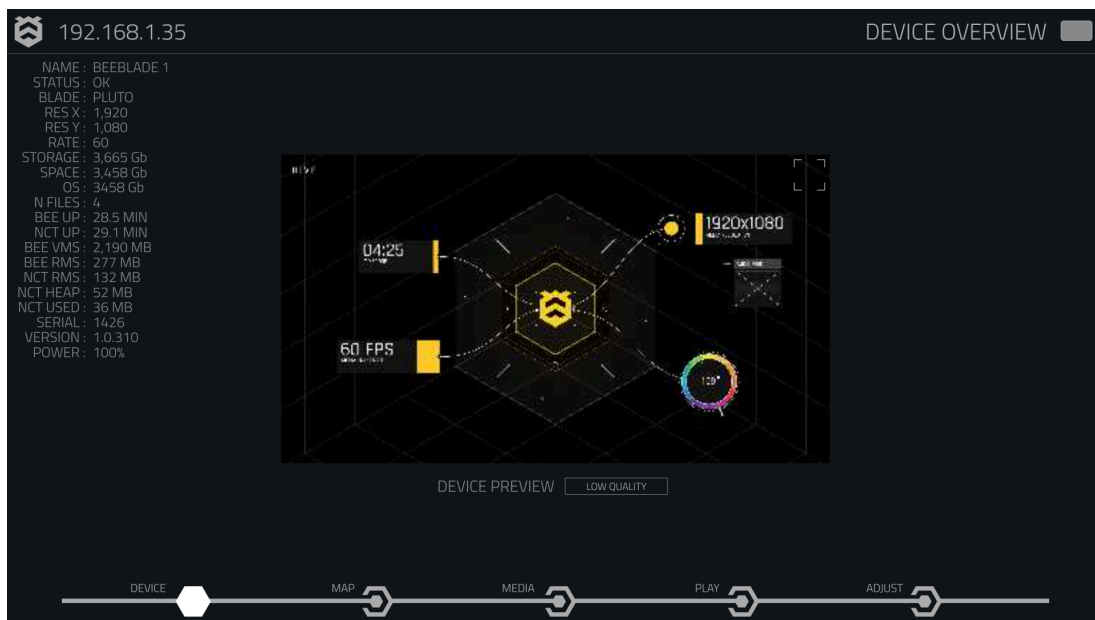 192.168.1.35
DEVICE OVERVIEW
NAME : BEEBLADE 1
STATUS : OK
BLADE : PLUTO
RES X : 1,920
RES Y : 1,080
RATE : 60
STORAGE : 3,665 Gb
SPACE : 3,458 Gb
OS : 3458 Gb
N FILES : 4
BEE UP : 28.5 MIN
NCT UP : 29.1 MIN
BEE VMS : 2,190 MB
BEE RMS : 277 MB
NCT RMS : 132 MB
NCT HEAP : 52 MB
NCT USED : 36 MB
SERIAL : 1426
VERSION : 1.0.310
POWER : 100%
HIVE
1920x1080
04:25
60 FPS
DEVICE PREVIEW
LOW QUALITY
DEVICE
MAP
MEDIA
PLAY
ADJUST